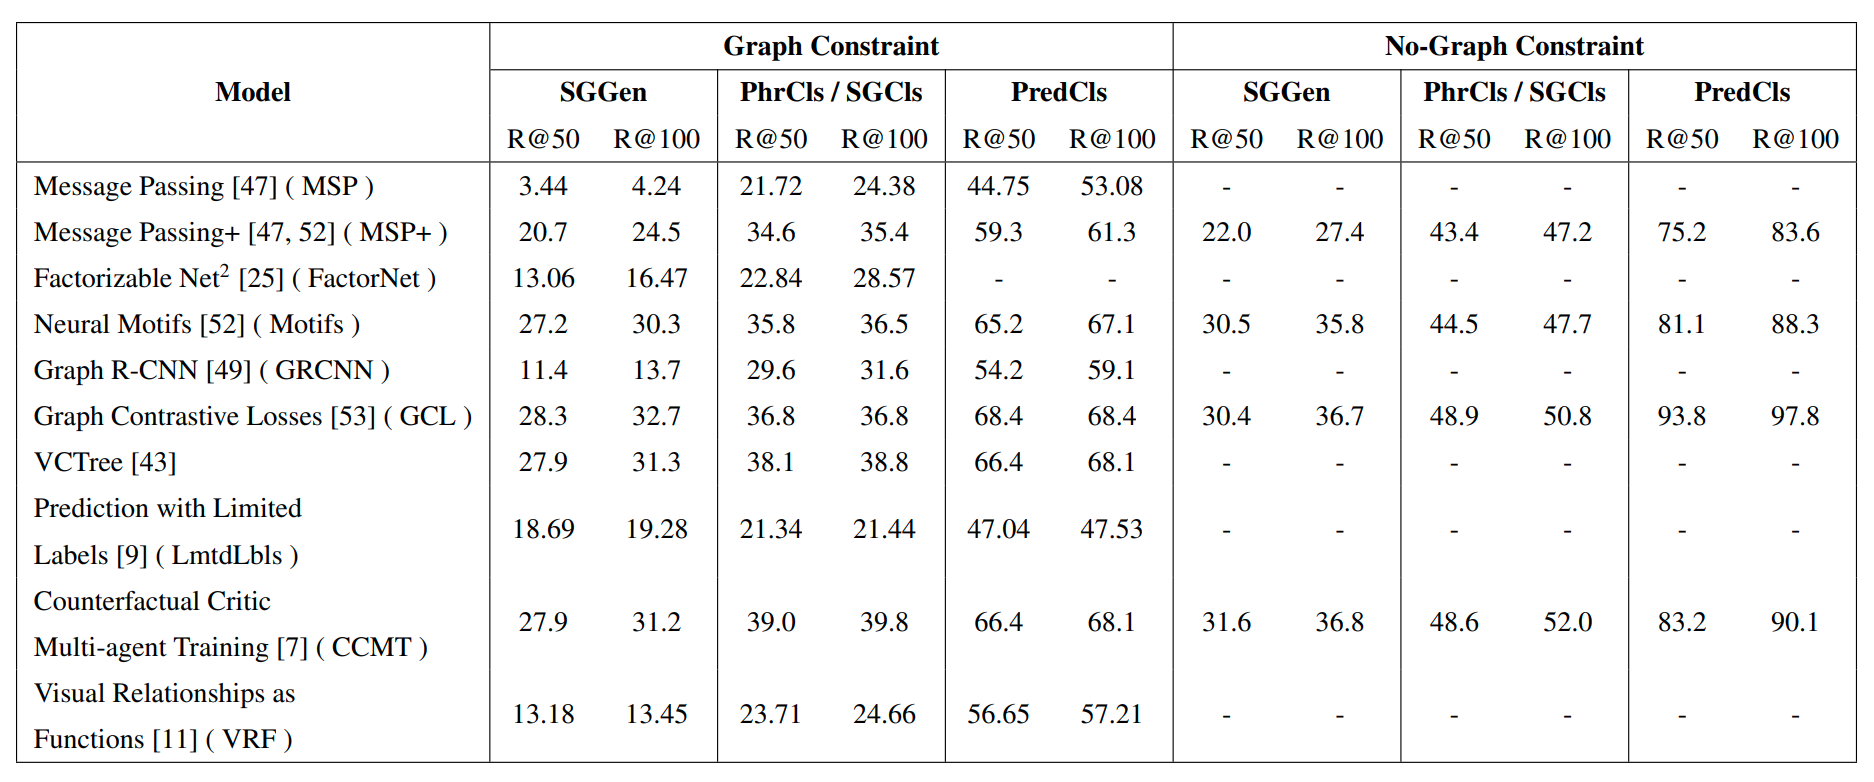 Model Graph Constraint No-Graph Constraint
SGGen PhrCls / SGCls PredCls SGGen PhrCls / SGCls PredCls
R@50 R@100 R@50 R@100 R@50 R@100 R@50 R@100 R@50 R@100 R@50 R@100
Message Passing [47] ( MSP ) 3.44 4.24 21.72 24.38 44.75 53.08 - - - - - -
Message Passing+ [47, 52] ( MSP+ ) 20.7 24.5 34.6 35.4 59.3 61.3 22.0 27.4 43.4 47.2 75.2 83.6
Factorizable Net² [25] ( FactorNet ) 13.06 16.47 22.84 28.57 - - - - - - - -
Neural Motifs [52] ( Motifs ) 27.2 30.3 35.8 36.5 65.2 67.1 30.5 35.8 44.5 47.7 81.1 88.3
Graph R-CNN [49] ( GRCNN ) 11.4 13.7 29.6 31.6 54.2 59.1 - - - - - -
Graph Contrastive Losses [53] ( GCL ) 28.3 32.7 36.8 36.8 68.4 68.4 30.4 36.7 48.9 50.8 93.8 97.8
VCTree [43] 27.9 31.3 38.1 38.8 66.4 68.1 - - - - - -
Prediction with Limited
Labels [9] ( LmtdLbls ) 18.69 19.28 21.34 21.44 47.04 47.53 - - - - - -
Counterfactual Critic
Multi-agent Training [7] ( CCMT ) 27.9 31.2 39.0 39.8 66.4 68.1 31.6 36.8 48.6 52.0 83.2 90.1
Visual Relationships as
Functions [11] ( VRF ) 13.18 13.45 23.71 24.66 56.65 57.21 - - - - - -